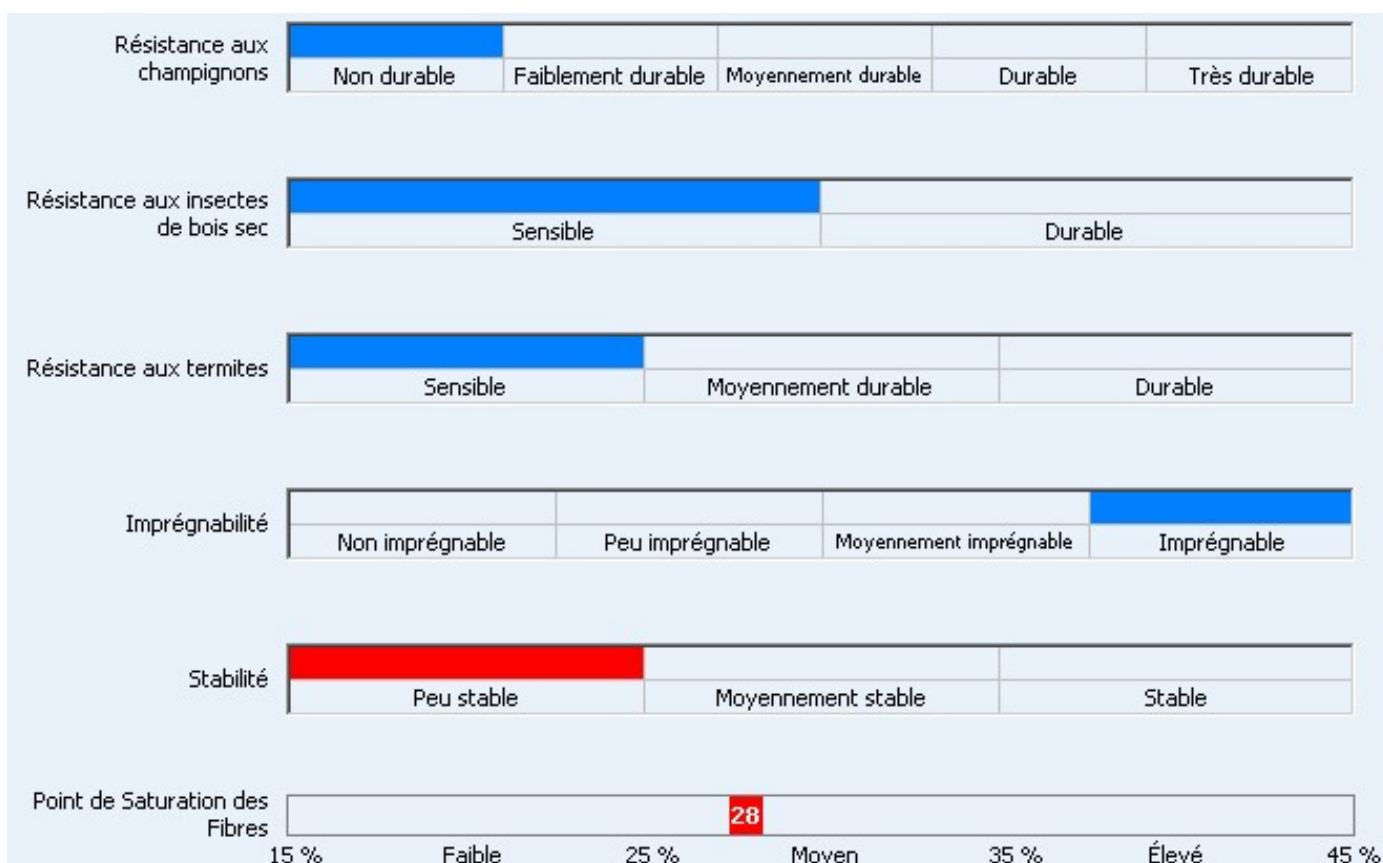 Résistance aux
champignons
Non durable Faiblement durable Moyennement durable Durable Très durable
Résistance aux insectes
de bois sec
Sensible Durable
Résistance aux termites
Sensible Moyennement durable Durable
Imprégnabilité
Non imprégnable Peu imprégnable Moyennement imprégnable Imprégnable
Stabilité
Peu stable Moyennement stable Stable
Point de Saturation des
Fibres
28
15 % Faible 25 % Moyen 35 % Élevé 45 %